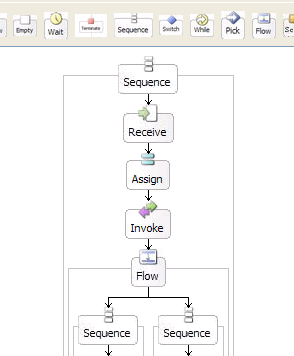 Empty
Wait
Terminate
Sequence
Switch
While
Pick
Flow
Sequence
Receive
Assign
Invoke
Flow
Sequence
Sequence